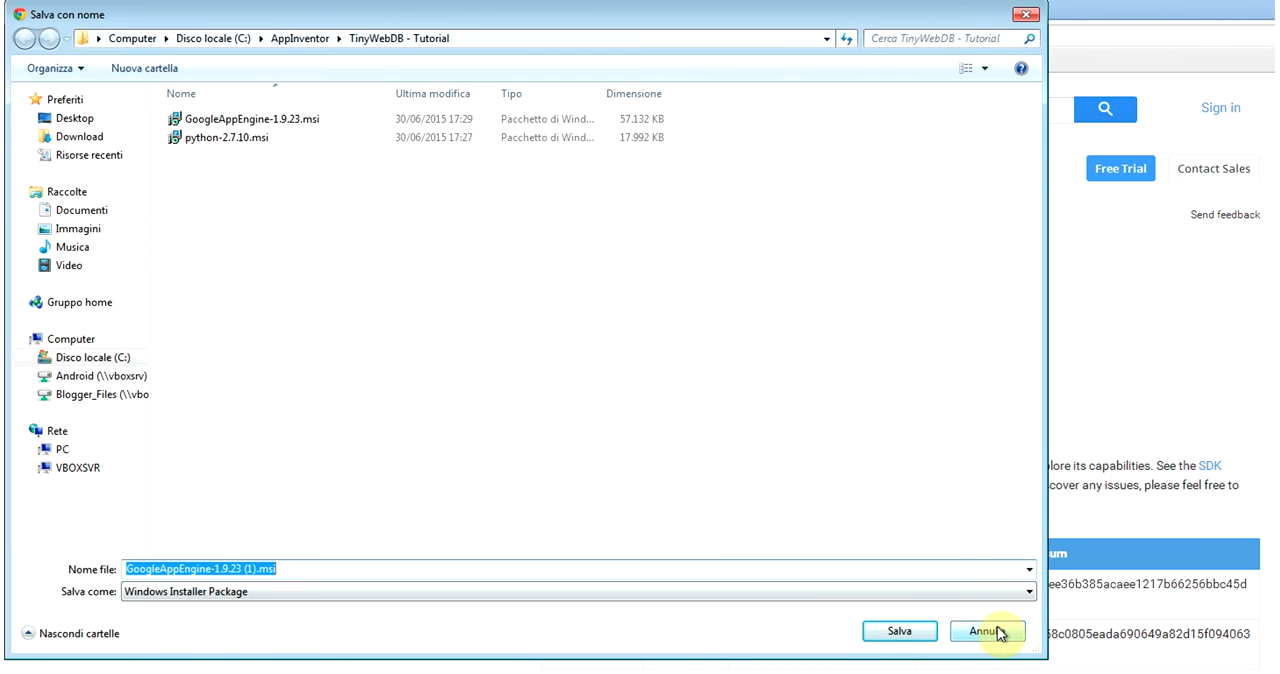 Salva con nome
Computer Disco locale (C:) AppInventor TinyWebDB - Tutorial
Cerca TinyWebDB - Tutorial
Organizza Nuova cartella
Nome Ultima modifica Tipo Dimensione
GoogleAppEngine-1.9.23.msi 30/06/2015 17:29 Pacchetto di Wind... 57.132 KB
python-2.7.10.msi 30/06/2015 17:27 Pacchetto di Wind... 17.992 KB
Preferiti
Desktop
Download
Risorse recenti
Raccolte
Documenti
Immagini
Musica
Video
Gruppo home
Computer
Disco locale (C:)
Android (\\vboxsrv)
Blogger_Files (\\vbo
Rete
PC
VBOXSVR
Nome file: GoogleAppEngine-1.9.23 (1).msi
Salva come: Windows Installer Package
Nascondi cartelle
Salva
Sign in
Free Trial
Contact Sales
Send feedback
lore its capabilities. See the SDK
cover any issues, please feel free to
um
ee36b385acaee1217b66256bbc45d
58c0805eada690649a82d15f094063